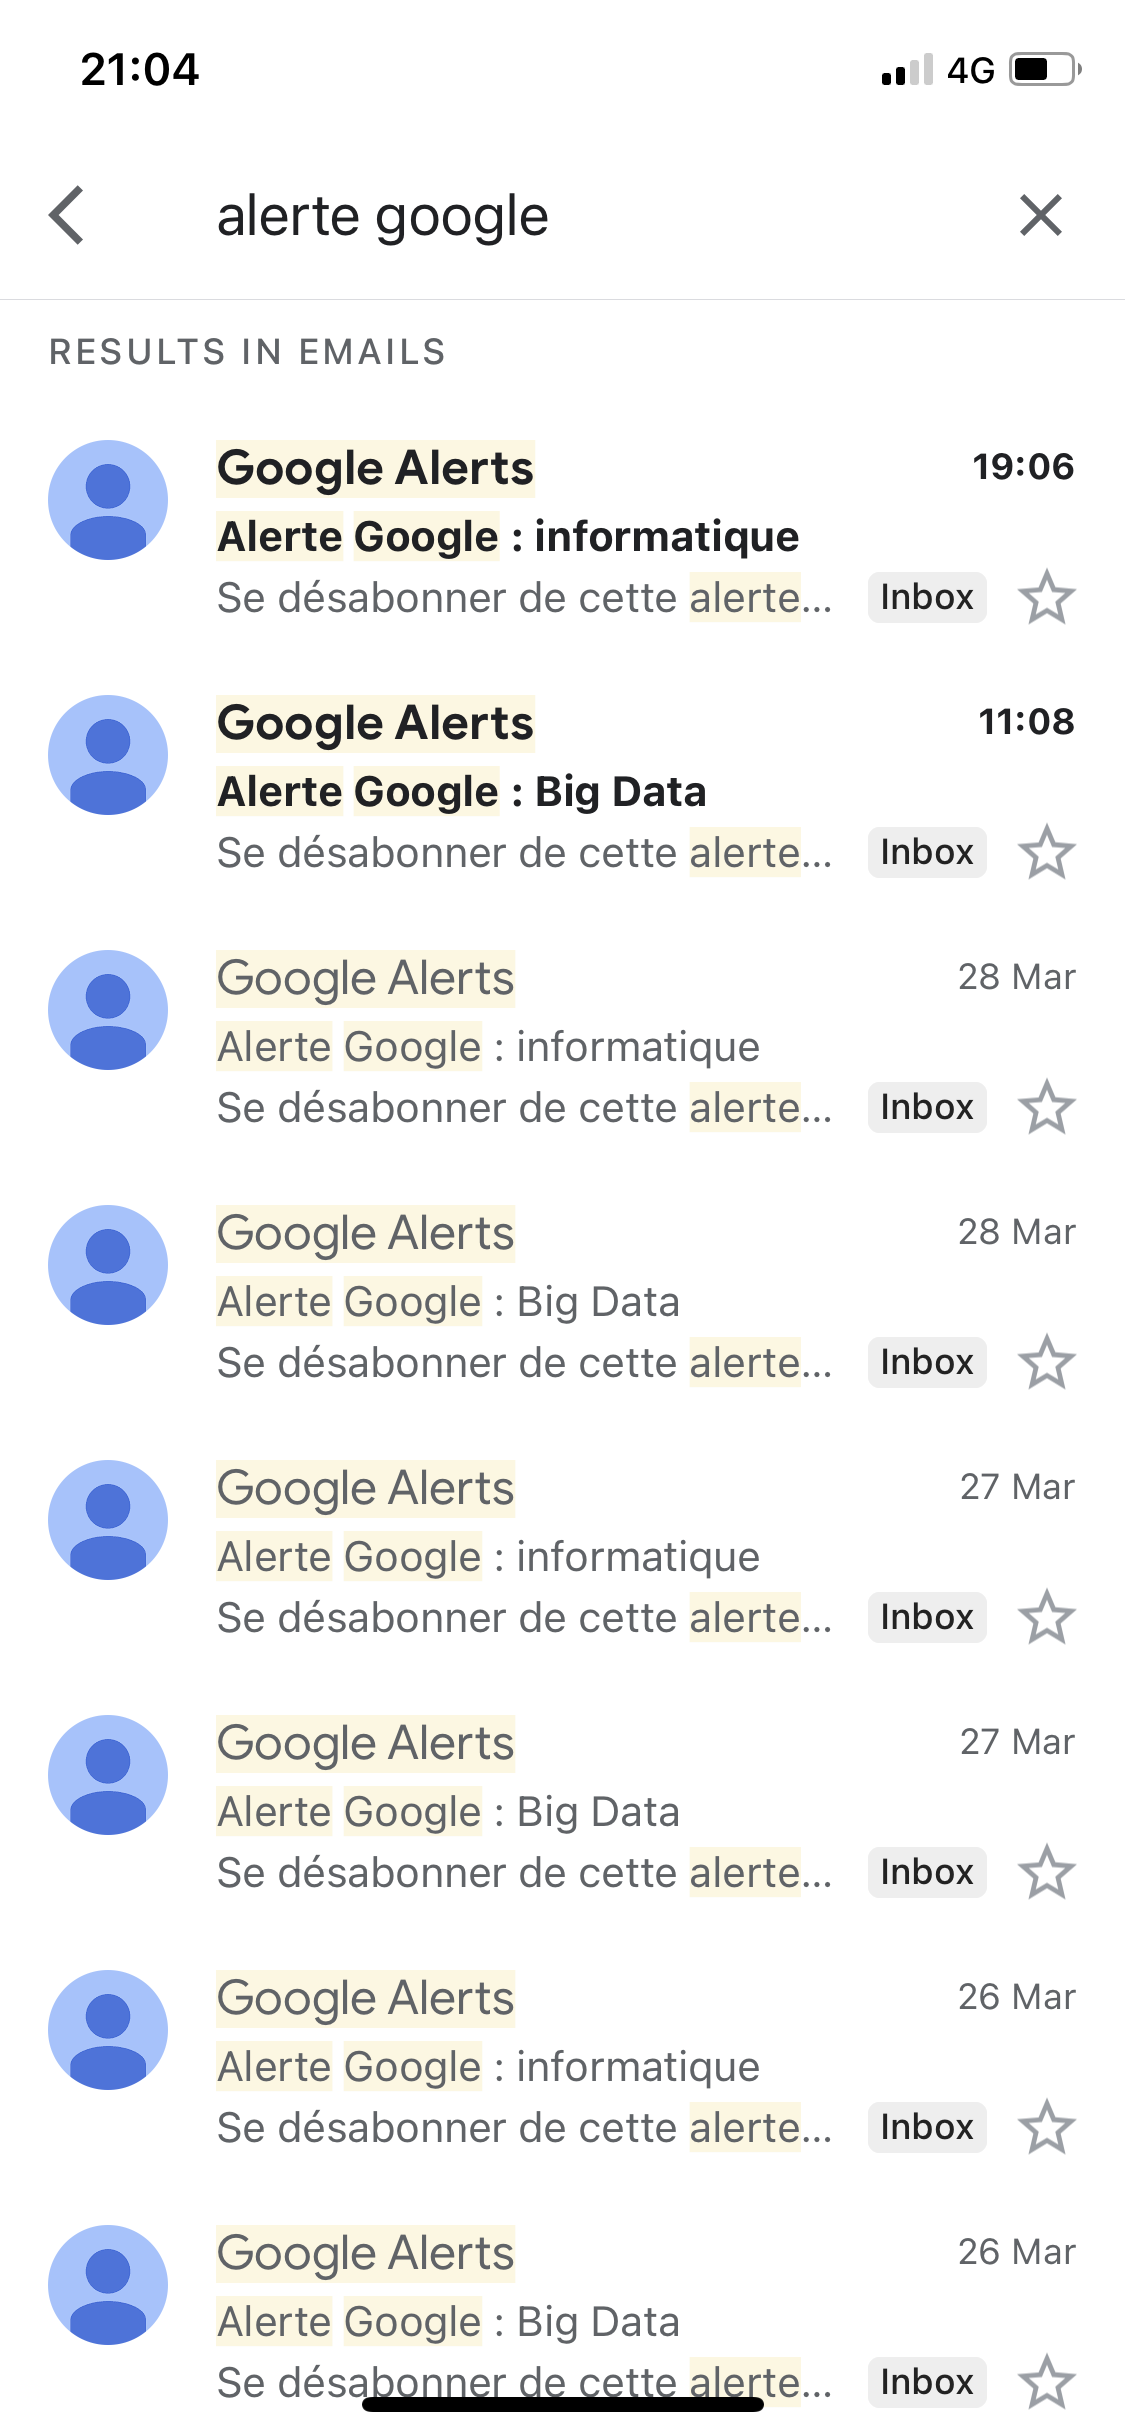 21:04
4G
alerte google
RESULTS IN EMAILS
Google Alerts 19:06
Alerte Google : informatique
Se désabonner de cette alerte... Inbox
Google Alerts 11:08
Alerte Google : Big Data
Se désabonner de cette alerte... Inbox
Google Alerts 28 Mar
Alerte Google : informatique
Se désabonner de cette alerte... Inbox
Google Alerts 28 Mar
Alerte Google : Big Data
Se désabonner de cette alerte... Inbox
Google Alerts 27 Mar
Alerte Google : informatique
Se désabonner de cette alerte... Inbox
Google Alerts 27 Mar
Alerte Google : Big Data
Se désabonner de cette alerte... Inbox
Google Alerts 26 Mar
Alerte Google : informatique
Se désabonner de cette alerte... Inbox
Google Alerts 26 Mar
Alerte Google : Big Data
Se désabonner de cette alerte... Inbox